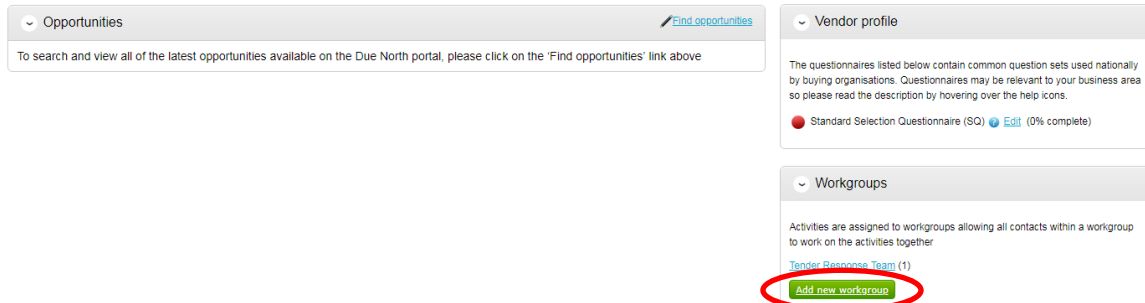 Opportunities
Find opportunities
To search and view all of the latest opportunities available on the Due North portal, please click on the 'Find opportunities' link above
Vendor profile
The questionnaires listed below contain common question sets used nationally
by buying organisations. Questionnaires may be relevant to your business area
so please read the description by hovering over the help icons.
Standard Selection Questionnaire (SQ) ? Edit (0% complete)
Workgroups
Activities are assigned to workgroups allowing all contacts within a workgroup
to work on the activities together
Tender Response Team (1)
Add new workgroup